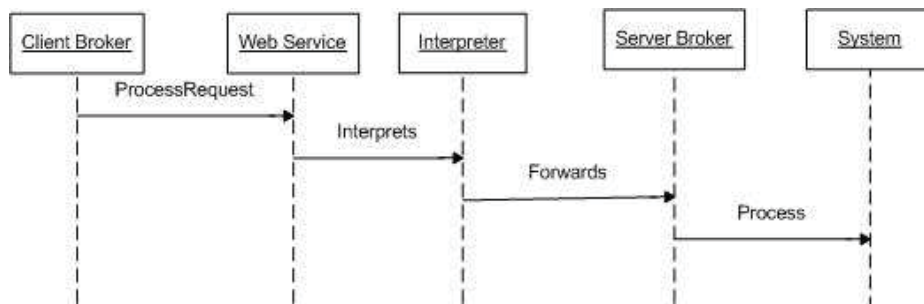 Client Broker
Web Service
Interpreter
Server Broker
System
ProcessRequest
Interprets
Forwards
Process